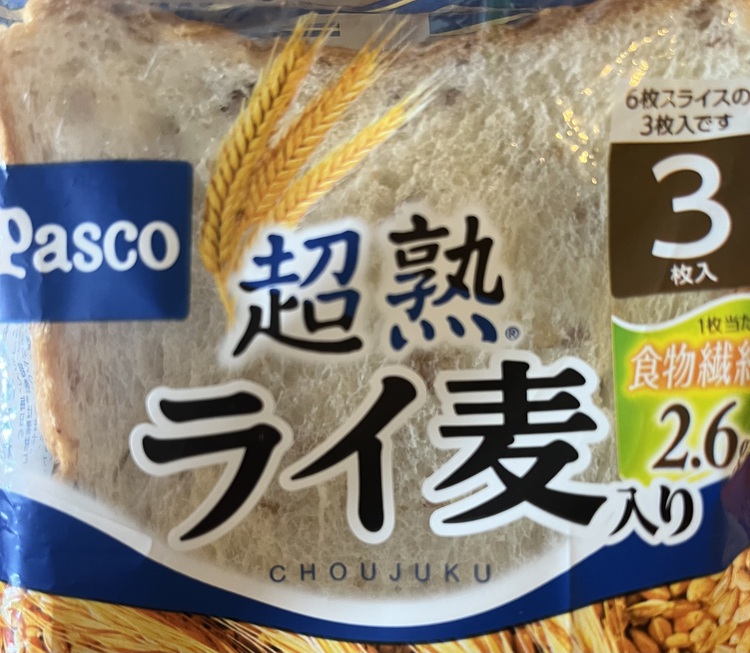 Pasco
超熟®
ライ麦入り
CHOUJUKU
6枚スライスの
3枚入です
3
枚入
1枚当た
食物繊維
2.6